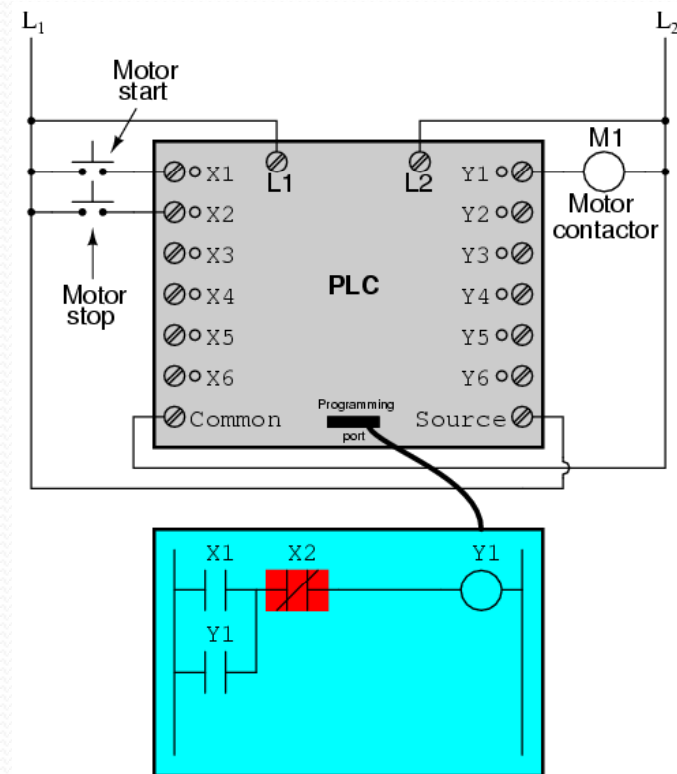 L1
L2
Motor
start
M1
L1
L2
X1
Y1
X2
Y2
Motor
contactor
X3
Y3
Motor
stop
X4
PLC
Y4
X5
Y5
X6
Y6
Programming
port
Common
Source
X1
X2
Y1
Y1